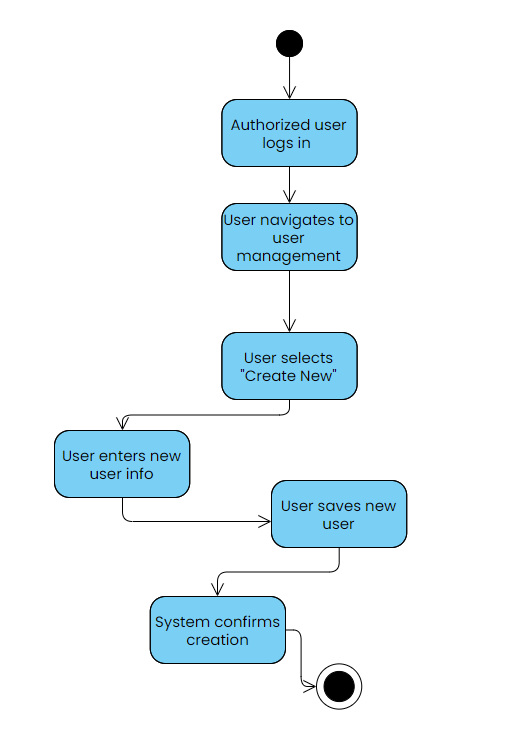 Authorized user
logs in
User navigates to
user
management
User selects
"Create New"
User enters new
user info
User saves new
user
System confirms
creation